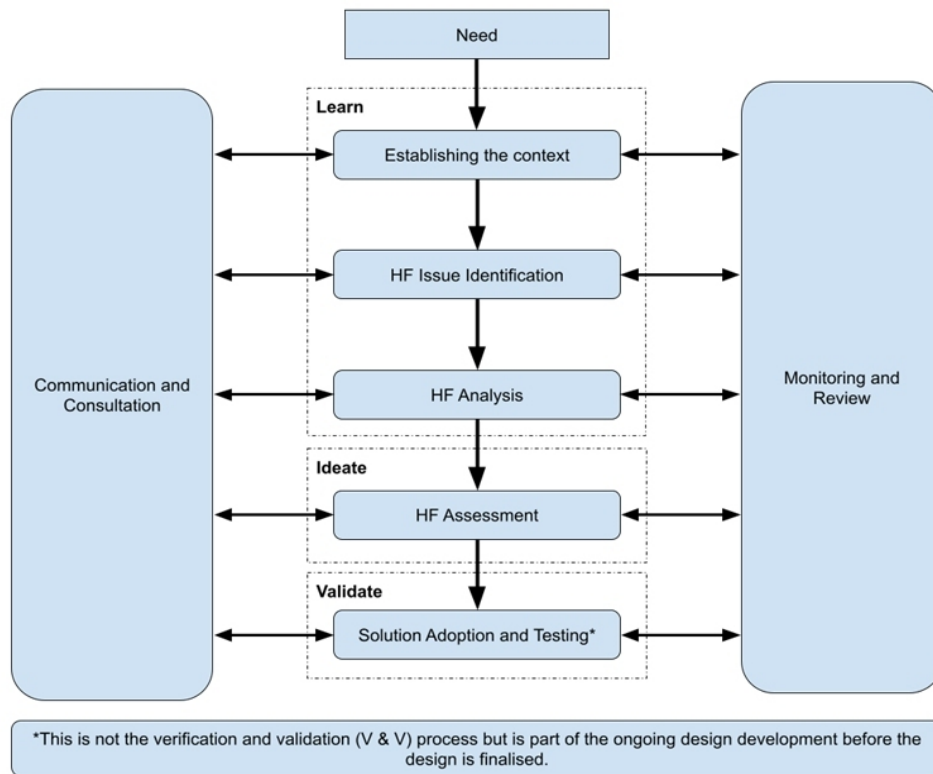 Need
Learn
Establishing the context
HF Issue Identification
Communication and
Consultation
HF Analysis
Monitoring and
Review
Ideate
HF Assessment
Validate
Solution Adoption and Testing*
*This is not the verification and validation (V & V) process but is part of the ongoing design development before the
design is finalised.